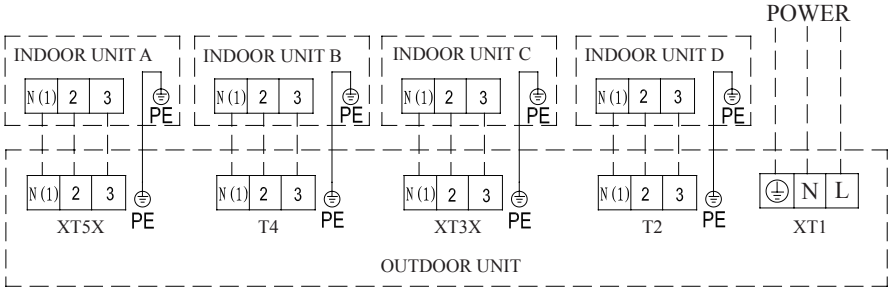 POWER
INDOOR UNIT A INDOOR UNIT B INDOOR UNIT C INDOOR UNIT D
N (1) 2 3 N (1) 2 3 N (1) 2 3 N (1) 2 3
PE PE PE PE
N (1) 2 3 N (1) 2 3 N (1) 2 3 N (1) 2 3 N L
PE PE PE PE
XT5X T4 XT3X T2 XT1
OUTDOOR UNIT